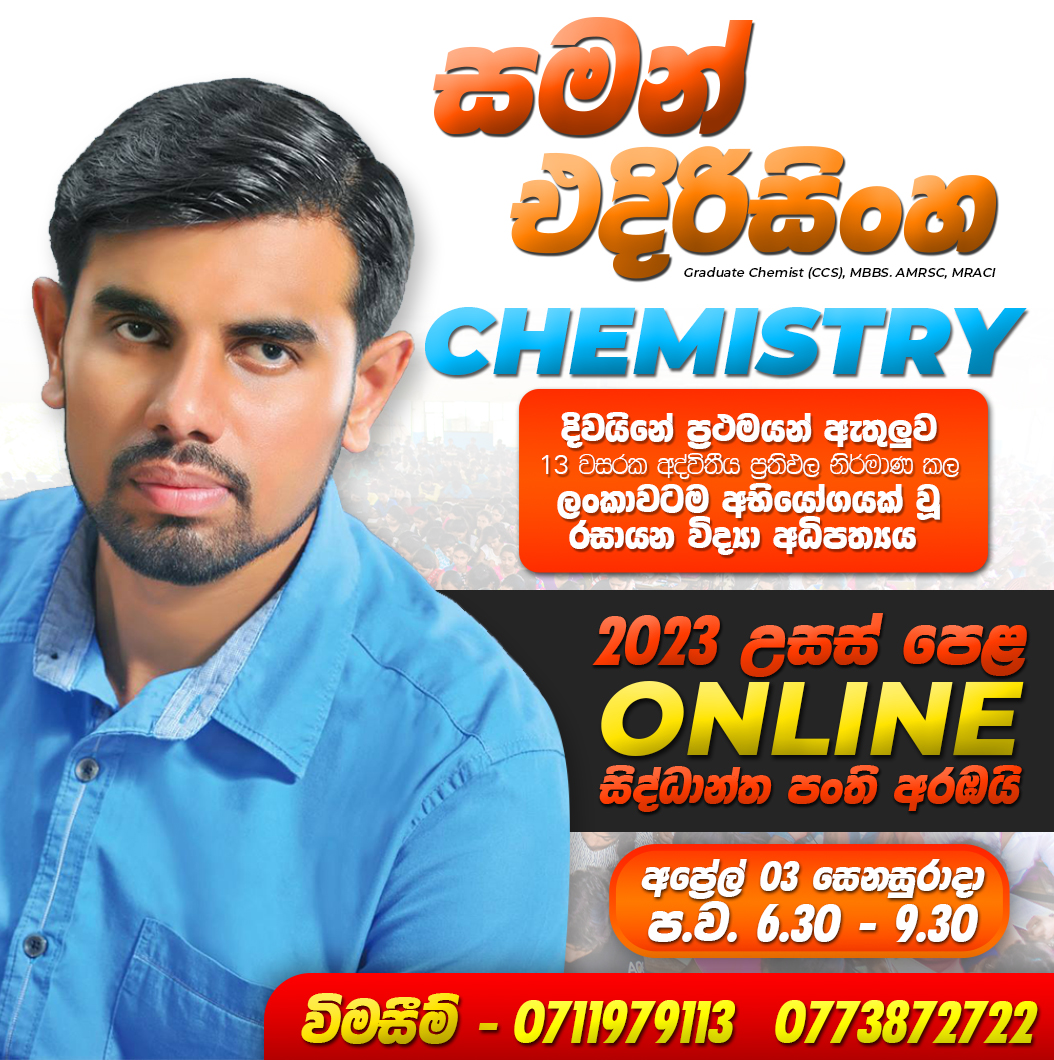 සමන්
එදිරිසිංහ
Graduate Chemist (CCS), MBBS. AMRSC, MRACI
CHEMISTRY
දිවයිනේ ප්‍රථමයන් ඇතුලුව
13 වසරක අද්විතීය ප්‍රතිඵල නිර්මාණ කල
ලංකාවටම අභියෝගයක් වූ
රසායන විද්‍යා අධිපත්‍යය
2023 උසස් පෙළ
ONLINE
සිද්ධාන්ත පංති අරඹයි
අප්‍රේල් 03 සෙනසුරාදා
ප.ව. 6.30 - 9.30
විමසීම් - 0711979113 0773872722